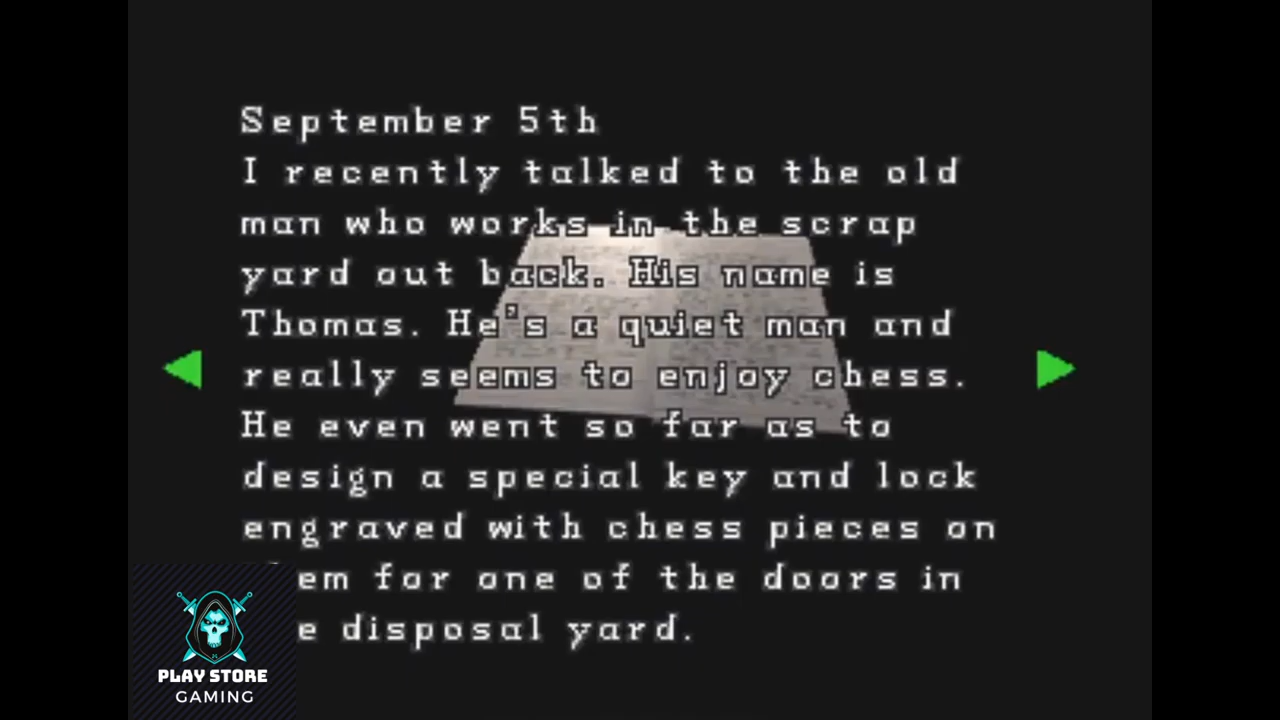 September 5th
I recently talked to the old
man who works in the scrap
yard out back. His name is
Thomas. He's a quiet man and
really seems to enjoy chess.
He even went so far as to
design a special key and lock
engraved with chess pieces on
for one of the doors in
disposal yard.
PLAY STORE
GAMING